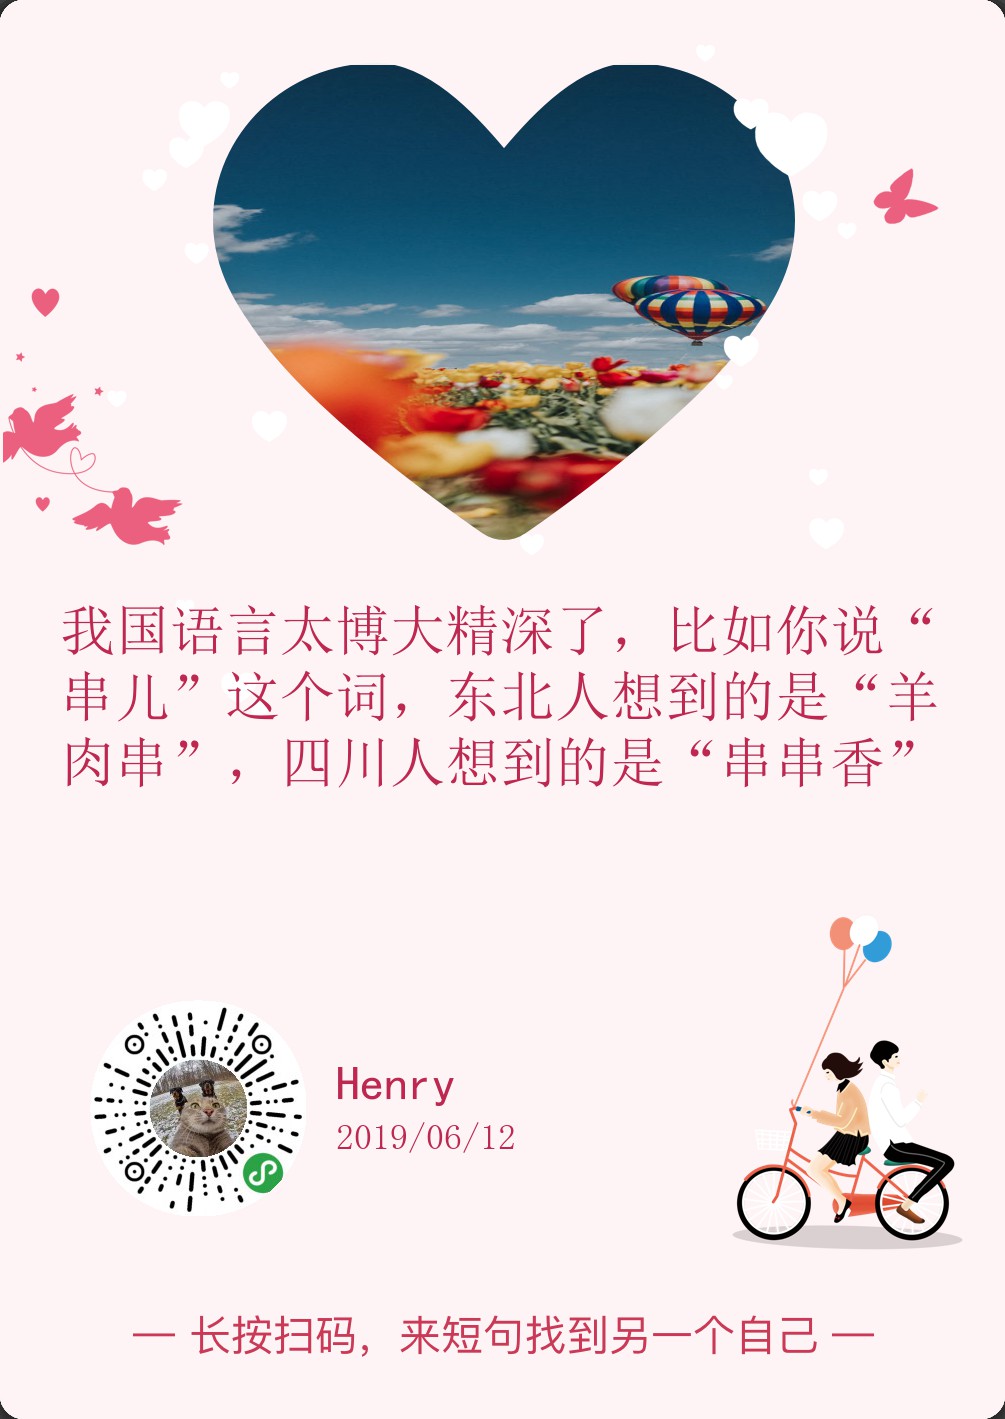 我国语言太博大精深了，比如你说“
串儿”这个词，东北人想到的是“羊
肉串”，四川人想到的是“串串香”
Henry
2019/06/12
— 长按扫码，来短句找到另一个自己 —